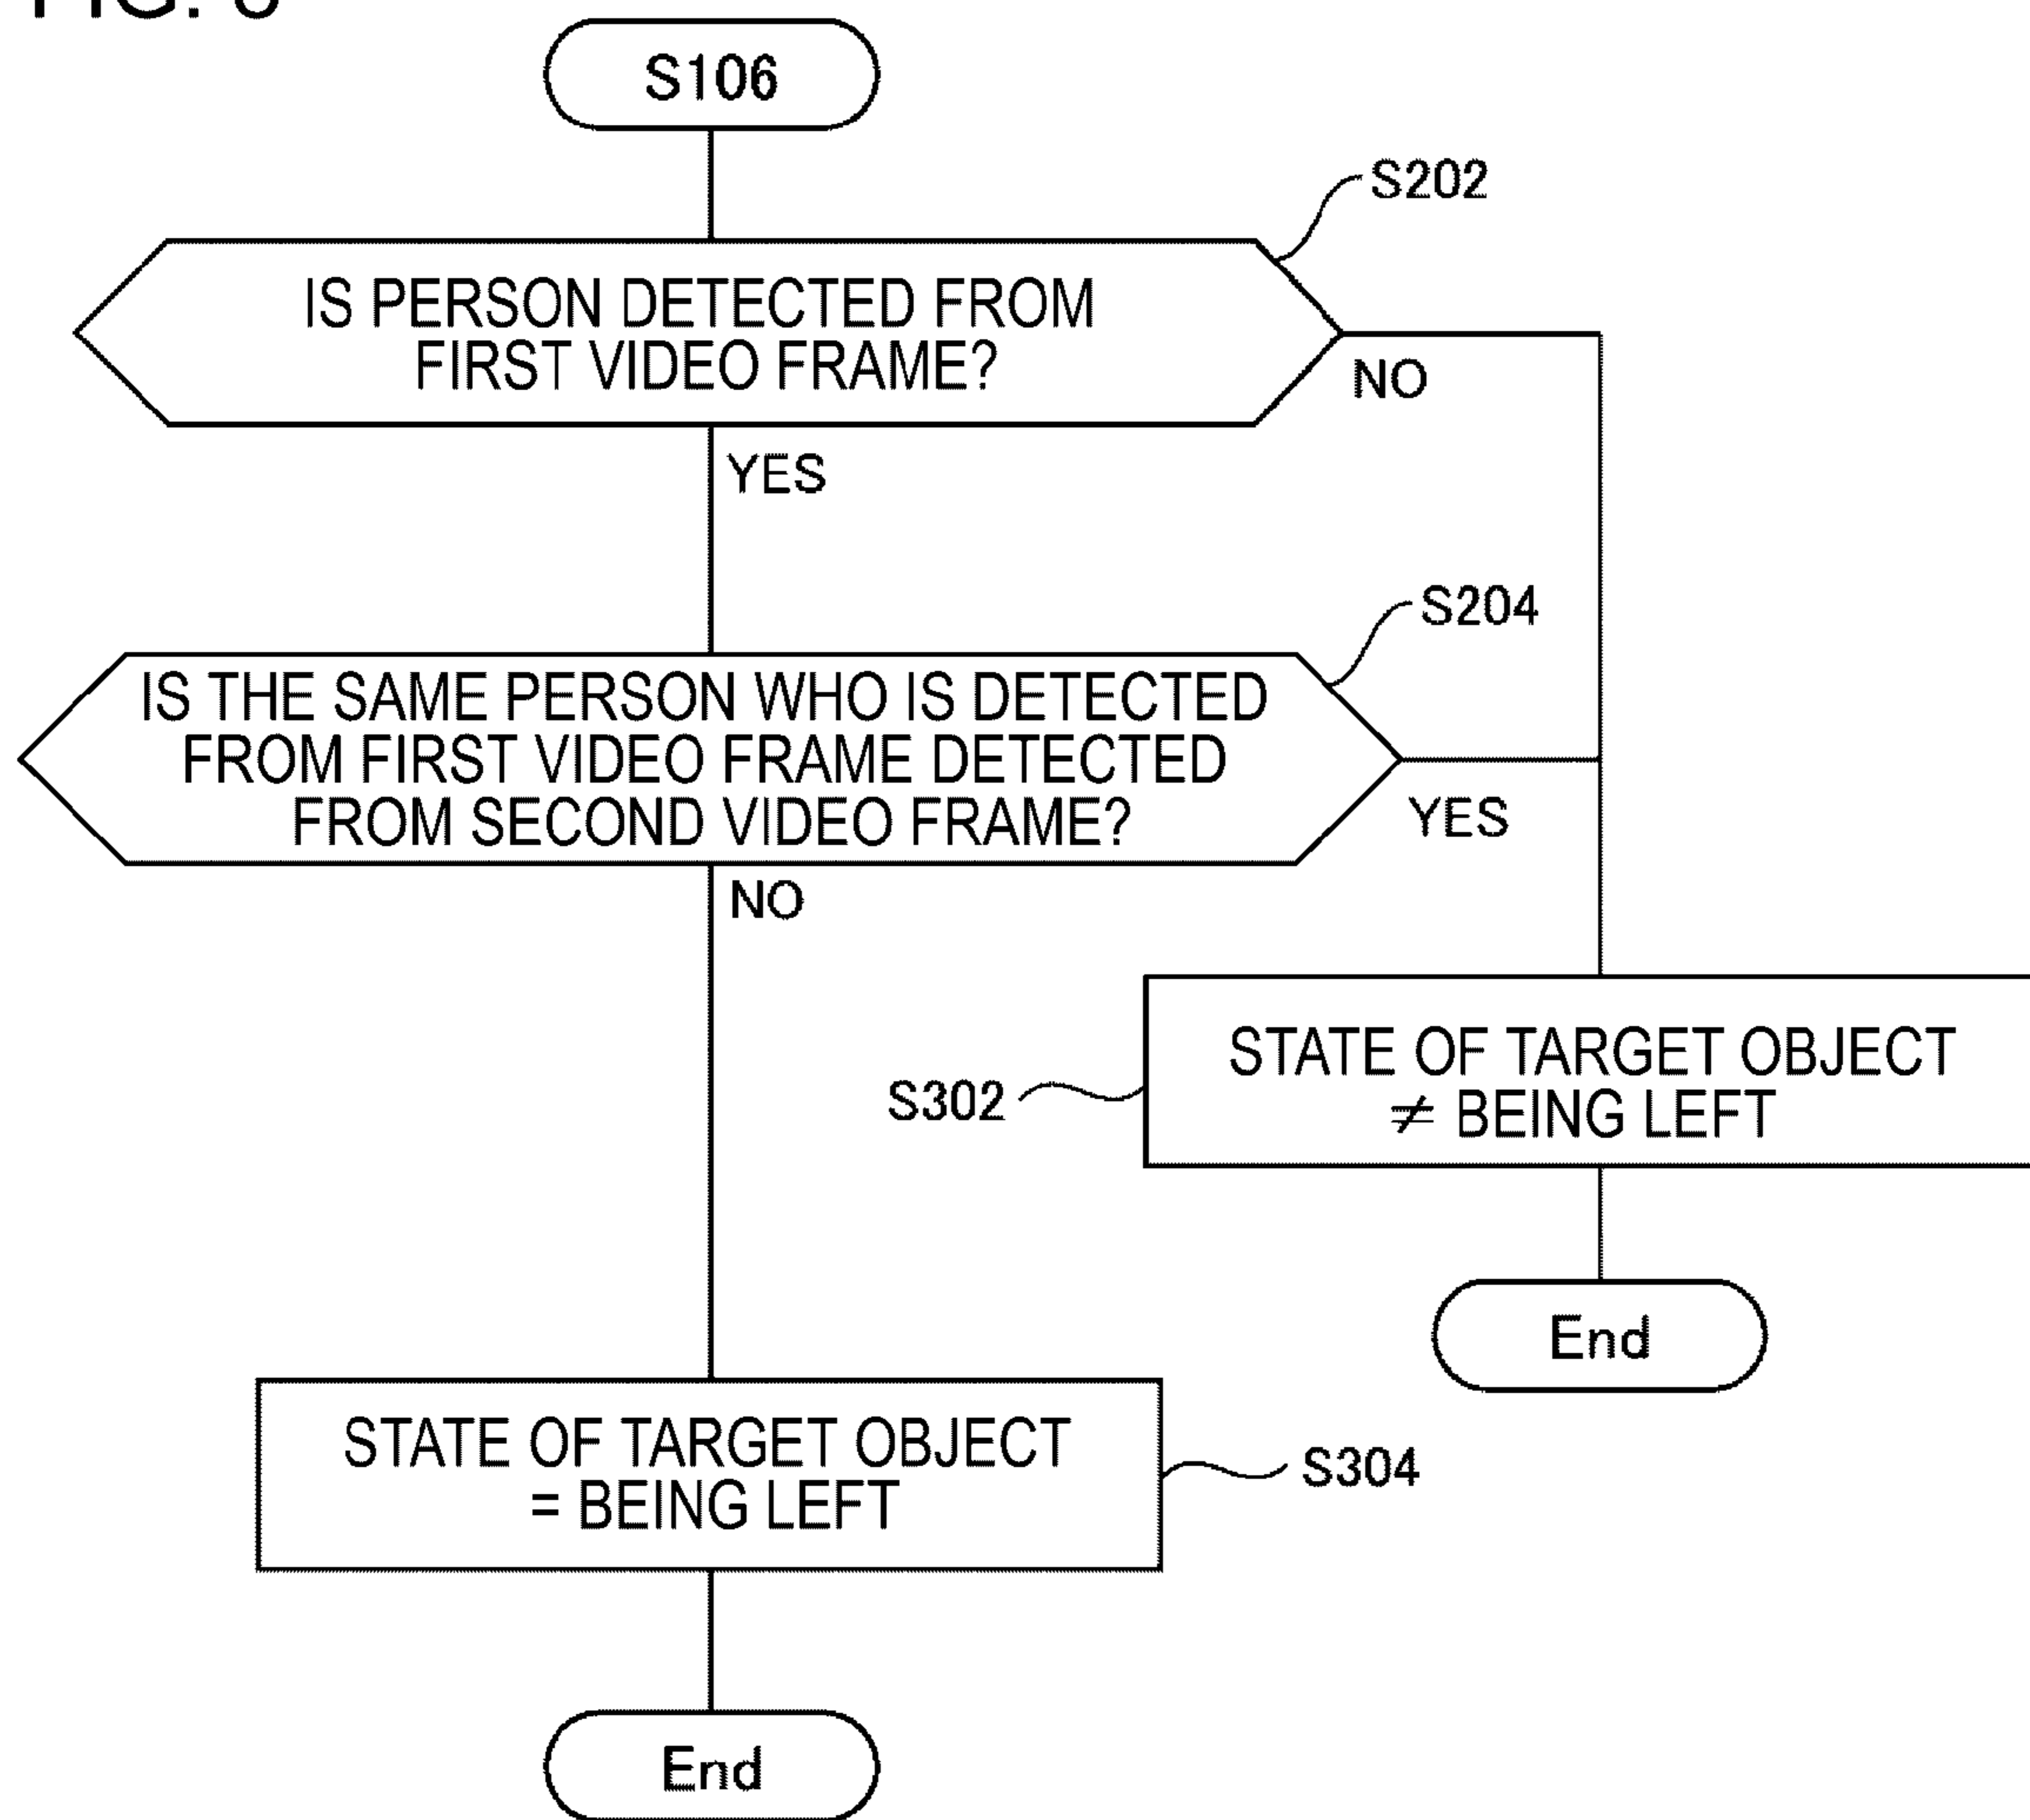 S106
S202
IS PERSON DETECTED FROM
FIRST VIDEO FRAME?
NO
YES
S204
IS THE SAME PERSON WHO IS DETECTED
FROM FIRST VIDEO FRAME DETECTED
FROM SECOND VIDEO FRAME?
YES
NO
S302
STATE OF TARGET OBJECT
≠ BEING LEFT
End
STATE OF TARGET OBJECT
= BEING LEFT
S304
End